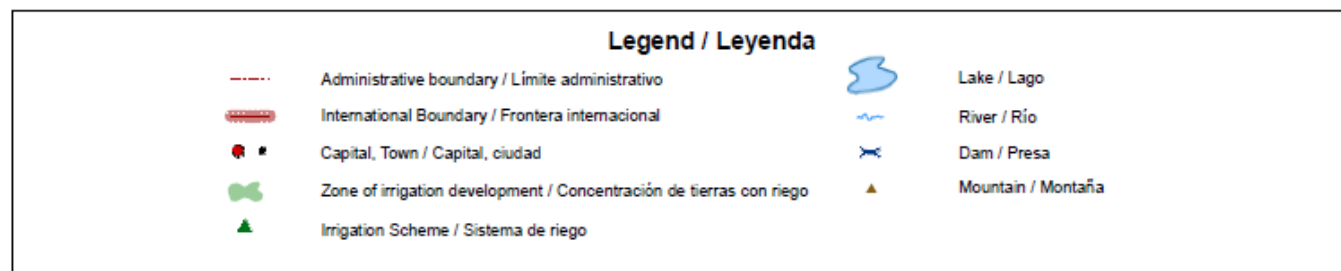 Legend / Leyenda
Administrative boundary / Límite administrativo
International Boundary / Frontera internacional
Capital, Town / Capital, ciudad
Zone of irrigation development / Concentración de tierras con riego
Irrigation Scheme / Sistema de riego
Lake / Lago
River / Río
Dam / Presa
Mountain / Montaña